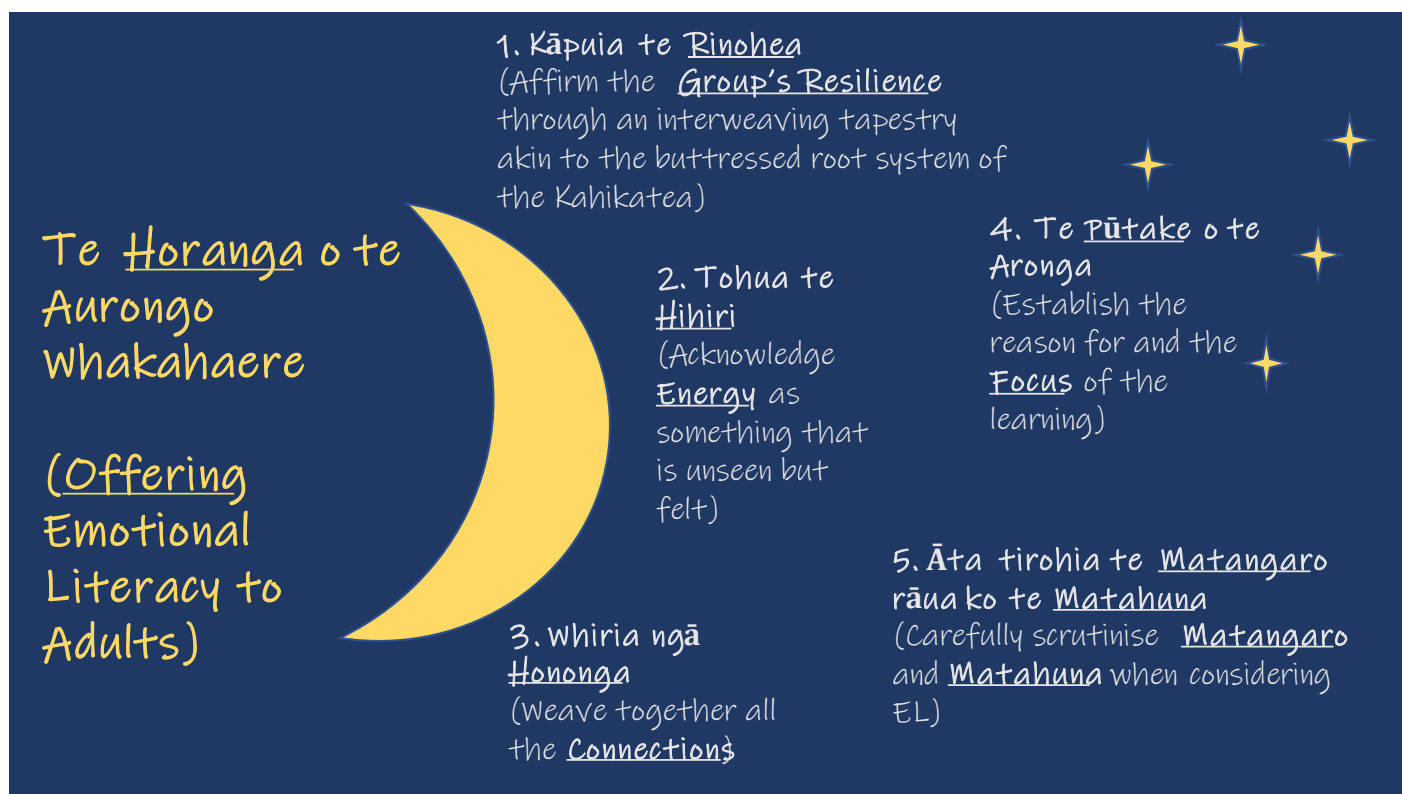 Te Horanga o te
Aurongo
Whakahaere
(Offering
Emotional
Literacy to
Adults)
1. Kāpuia te Rinohea
(Affirm the Group's Resilience
through an interweaving tapestry
akin to the buttressed root system of
the Kahikatea)
2. Tohua te
Hihiri
(Acknowledge
Energy as
something that
is unseen but
felt)
3. Whiria ngā
Hononga
(Weave together all
the Connections)
4. Te Pūtake o te
Aronga
(Establish the
reason for and the
Focus of the
learning)
5. Āta tirohia te Matangaro
rāua ko te Matahuna
(Carefully scrutinise Matangaro
and Matahuna when considering
EL)